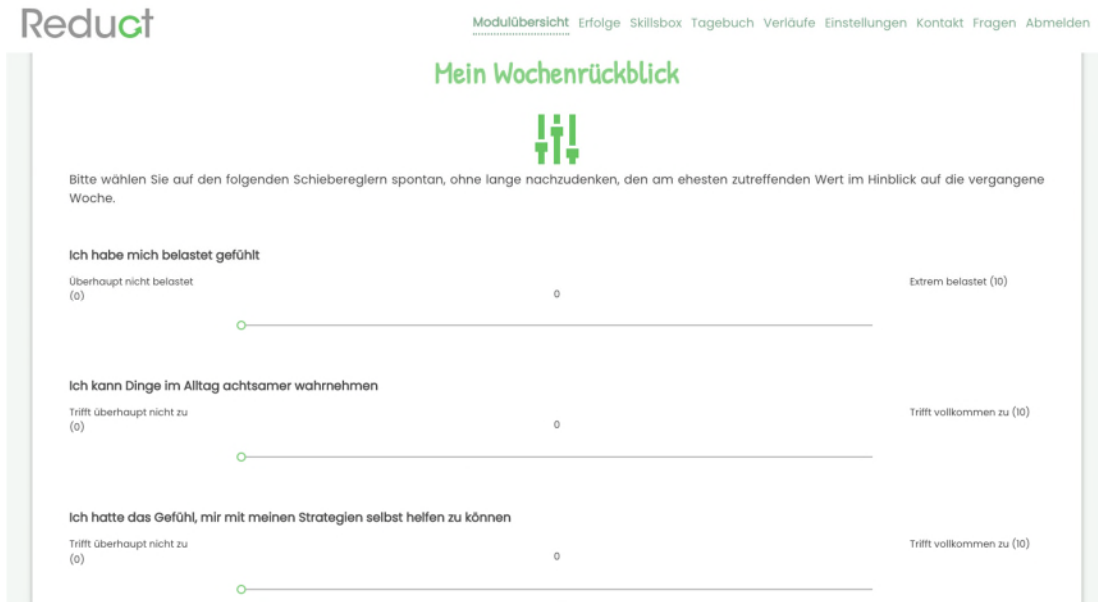 Reduct
Modulübersicht Erfolge Skillsbox Tagebuch Verläufe Einstellungen Kontakt Fragen Abmelden
Mein Wochenrückblick
Bitte wählen Sie auf den folgenden Schiebereglern spontan, ohne lange nachzudenken, den am ehesten zutreffenden Wert im Hinblick auf die vergangene
Woche.
Ich habe mich belastet gefühlt
Überhaupt nicht belastet
(0)
0
Extrem belastet (10)
Ich kann Dinge im Alltag achtsamer wahrnehmen
Trifft überhaupt nicht zu
(0)
0
Trifft vollkommen zu (10)
Ich hatte das Gefühl, mir mit meinen Strategien selbst helfen zu können
Trifft überhaupt nicht zu
(0)
0
Trifft vollkommen zu (10)